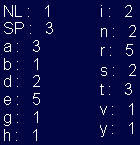 NL: 1
SP: 3
a: 3
b: 1
d: 2
e: 5
g: 1
h: 1
i: 2
n: 2
r: 5
s: 2
t: 3
v: 1
y: 1